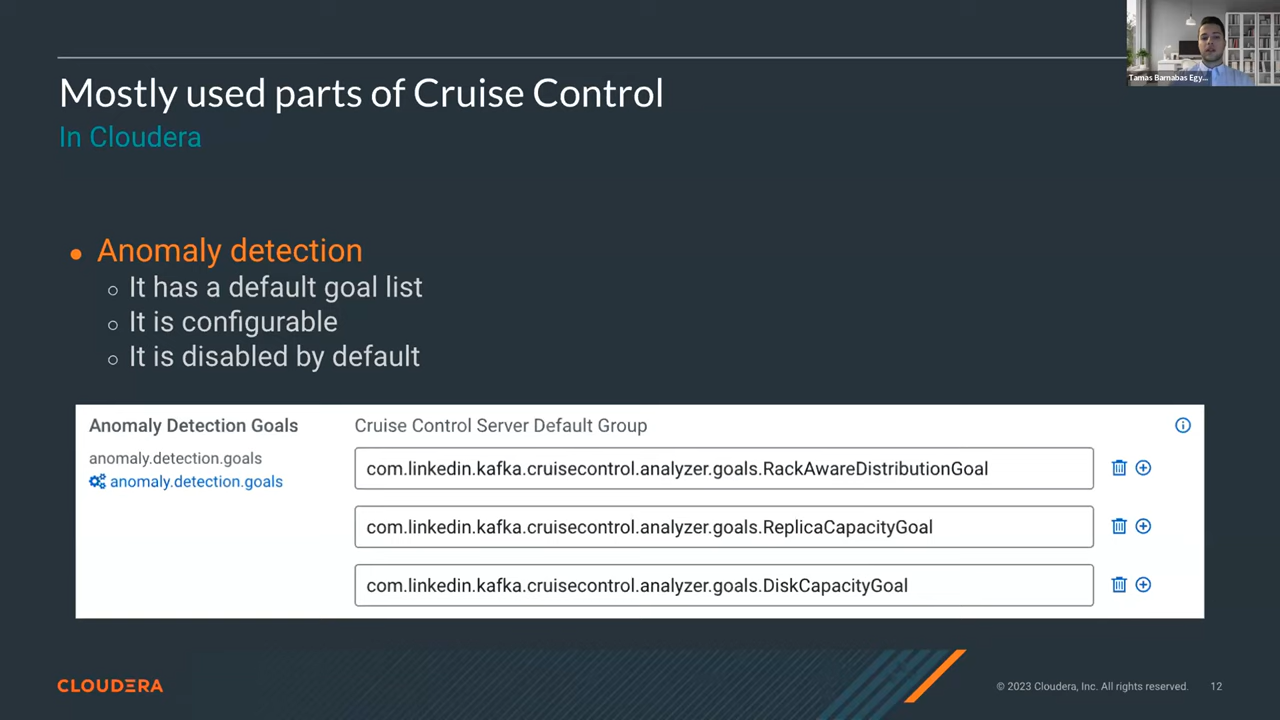 Tamas Barnabas Egy...
Mostly used parts of Cruise Control
In Cloudera
Anomaly detection
It has a default goal list
It is configurable
It is disabled by default
Anomaly Detection Goals
Cruise Control Server Default Group
anomaly.detection.goals
anomaly.detection.goals
com.linkedin.kafka.cruisecontrol.analyzer.goals.RackAwareDistributionGoal
com.linkedin.kafka.cruisecontrol.analyzer.goals.ReplicaCapacityGoal
com.linkedin.kafka.cruisecontrol.analyzer.goals.DiskCapacityGoal
CLOUDERA
© 2023 Cloudera, Inc. All rights reserved.
12